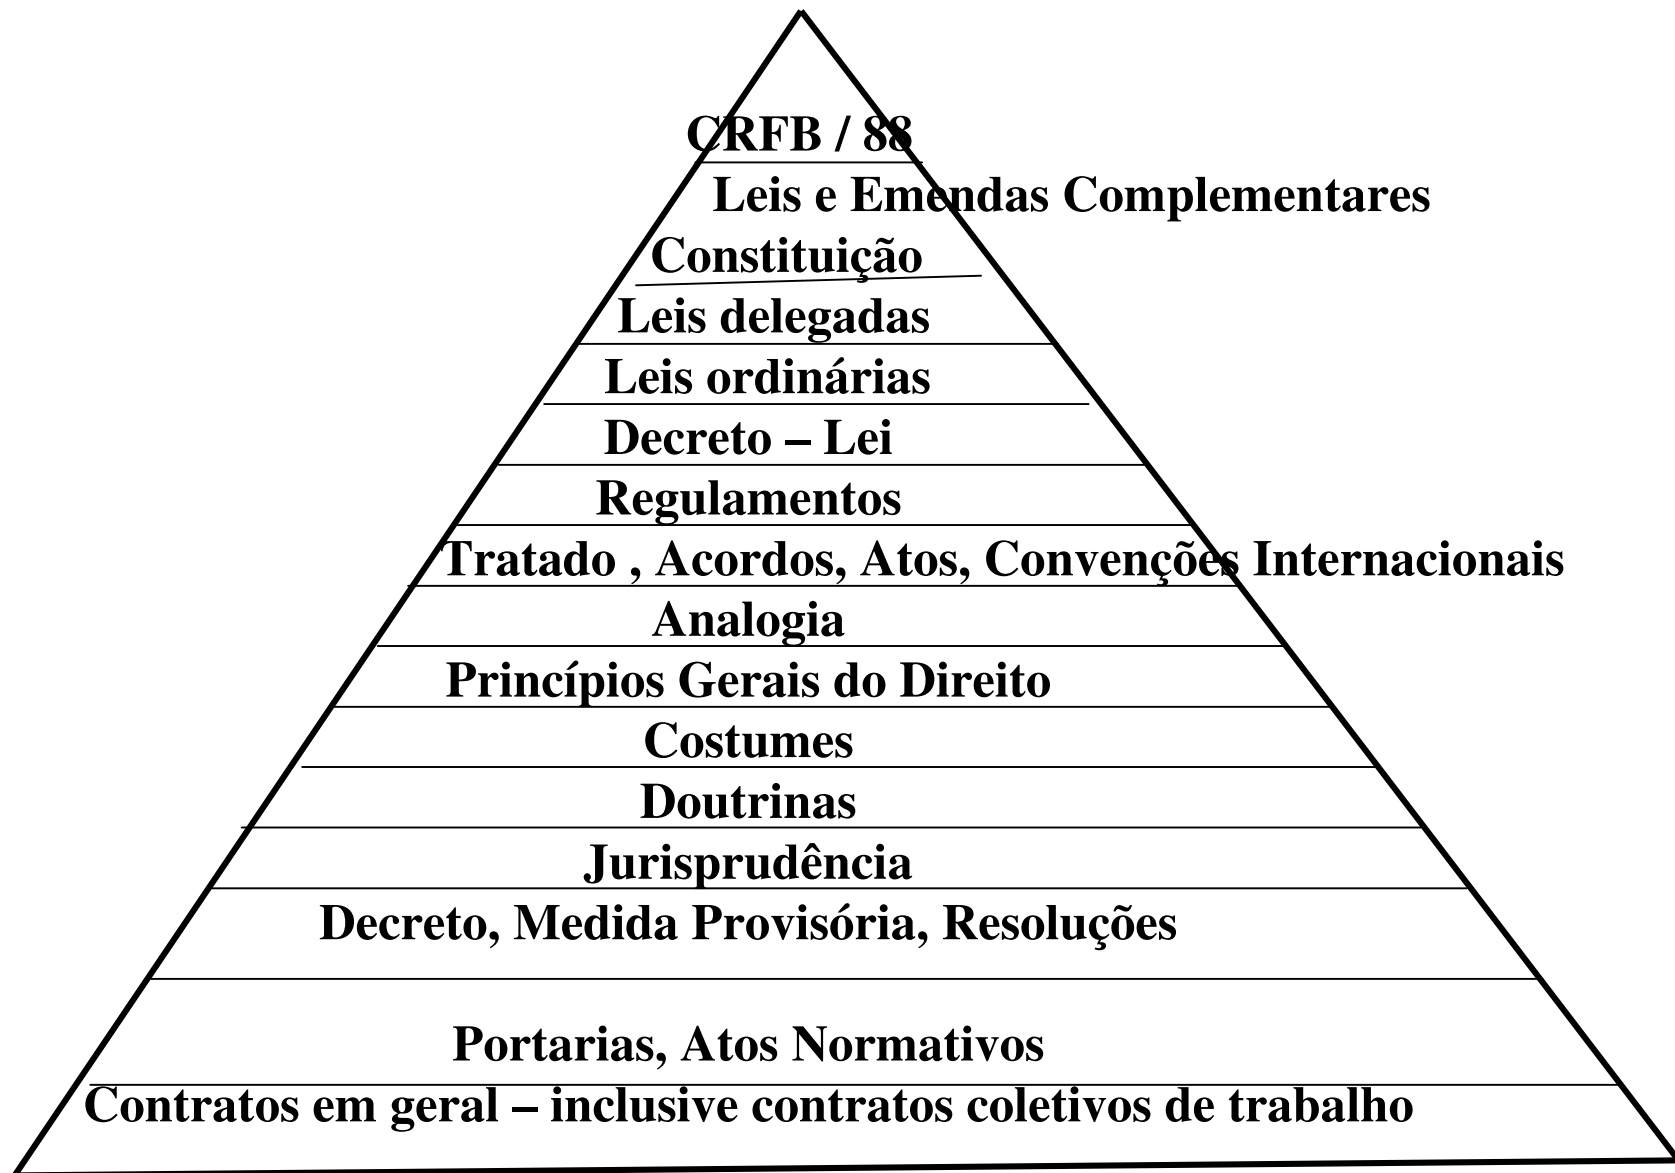 CRFB / 88
Leis e Emendas Complementares
Constituição
Leis delegadas
Leis ordinárias
Decreto – Lei
Regulamentos
Tratado , Acordos, Atos, Convenções Internacionais
Analogia
Princípios Gerais do Direito
Costumes
Doutrinas
Jurisprudência
Decreto, Medida Provisória, Resoluções
Portarias, Atos Normativos
Contratos em geral – inclusive contratos coletivos de trabalho